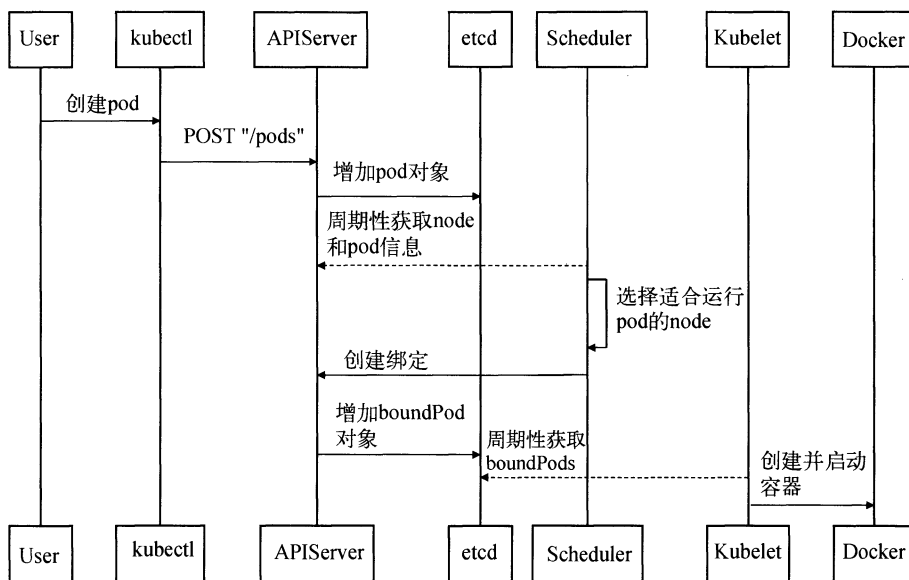 User kubectl APIServer etcd Scheduler Kubelet Docker
创建pod
POST "/pods"
增加pod对象
周期性获取node
和pod信息
选择适合运行
pod的node
创建绑定
增加boundPod
对象
周期性获取
boundPods
创建并启动
容器
User kubectl APIServer etcd Scheduler Kubelet Docker